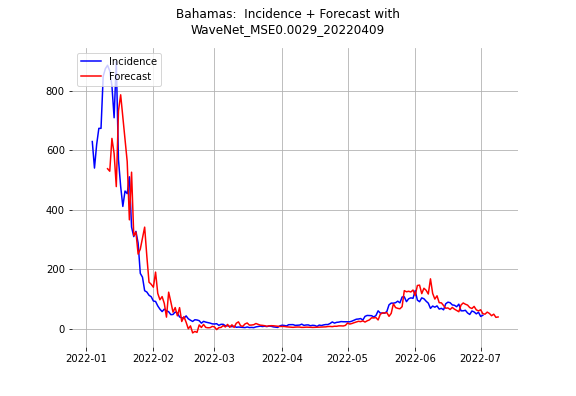 Bahamas:  Incidence + Forecast with
WaveNet_MSE0.0029_20220409
Incidence
Forecast
800
600
400
200
0
2022-01 2022-02 2022-03 2022-04 2022-05 2022-06 2022-07